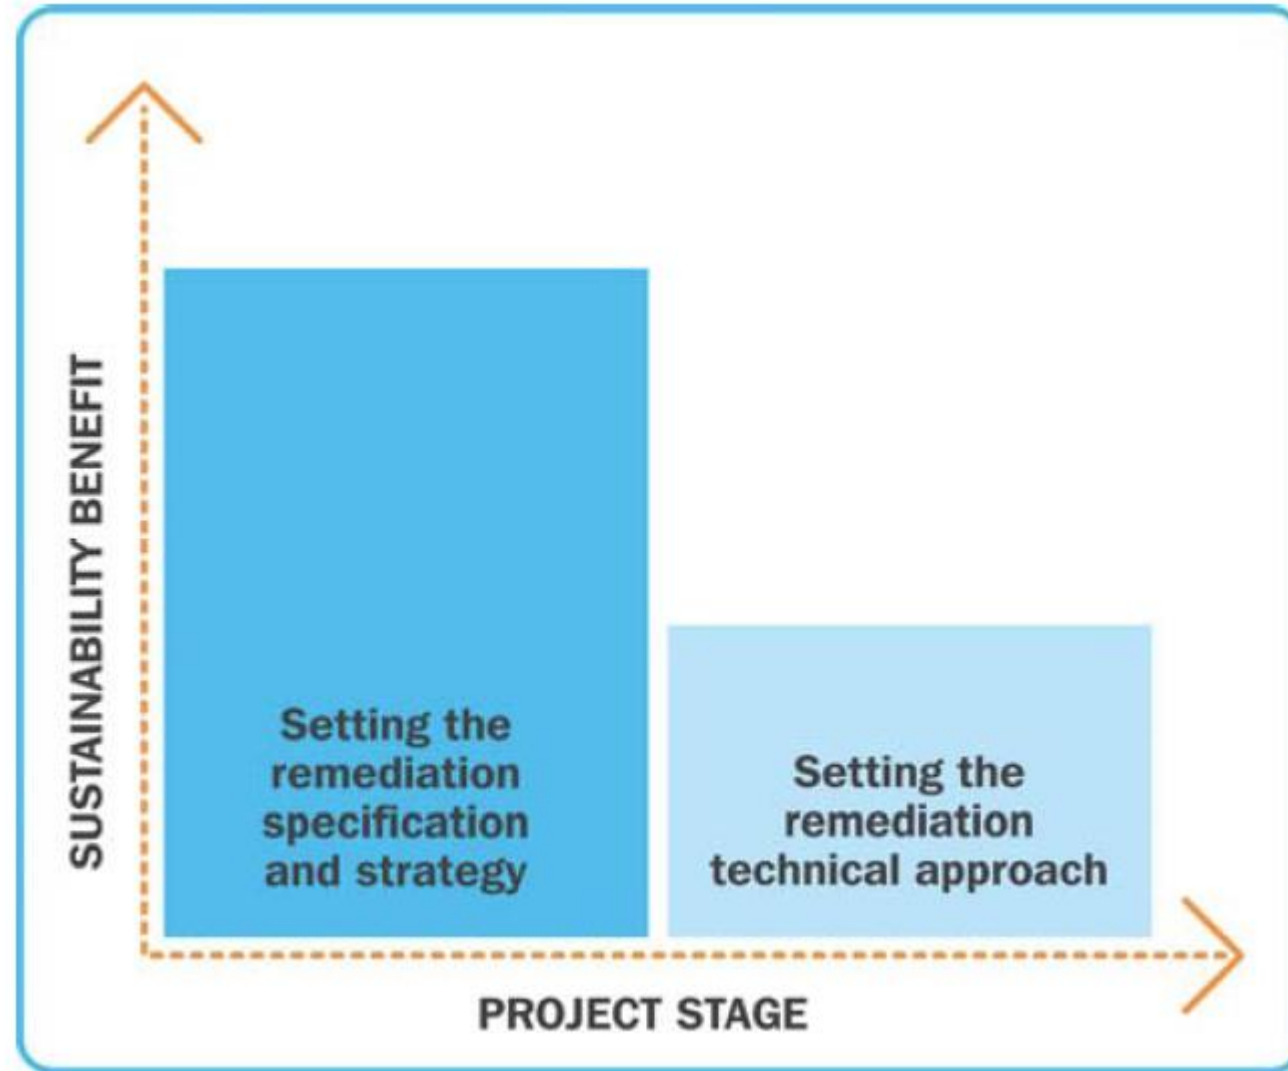 SUSTAINABILITY BENEFIT
Setting the
remediation
specification
and strategy
Setting the
remediation
technical approach
PROJECT STAGE